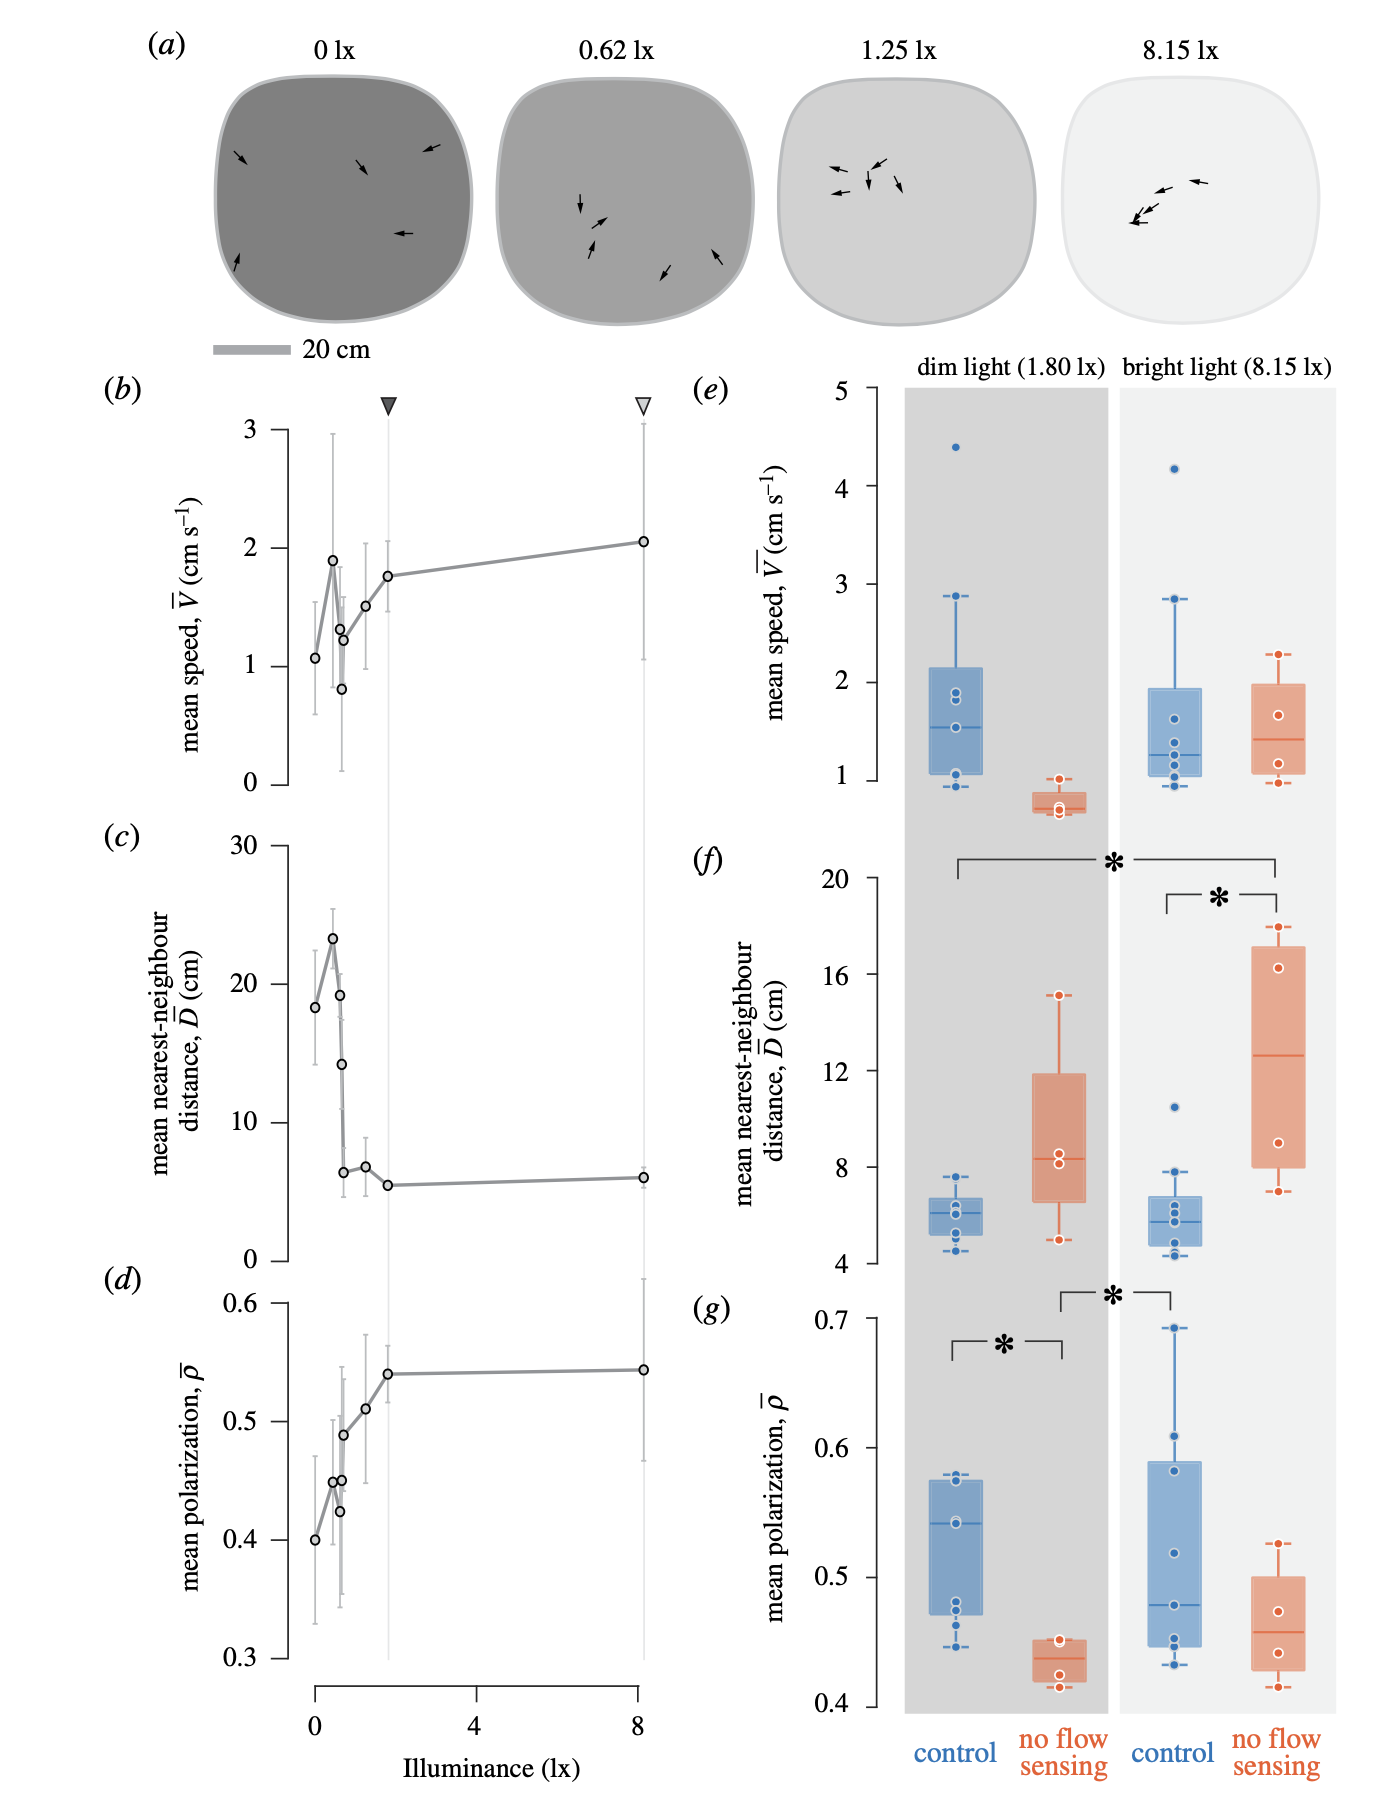 (a)
0 lx
0.62 lx
1.25 lx
8.15 lx
20 cm
(b)
3
2
1
0
mean speed, V̅ (cm s⁻¹)
(c)
30
20
10
0
mean nearest-neighbour
distance, D̅ (cm)
(d)
0.6
0.5
0.4
0.3
mean polarization, ρ̅
0
4
8
Illuminance (lx)
dim light (1.80 lx)
bright light (8.15 lx)
(e)
5
4
3
2
1
mean speed, V̅ (cm s⁻¹)
(f)
*
*
20
16
12
8
4
mean nearest-neighbour
distance, D̅ (cm)
(g)
*
*
0.7
0.6
0.5
0.4
mean polarization, ρ̅
control
no flow
sensing
control
no flow
sensing